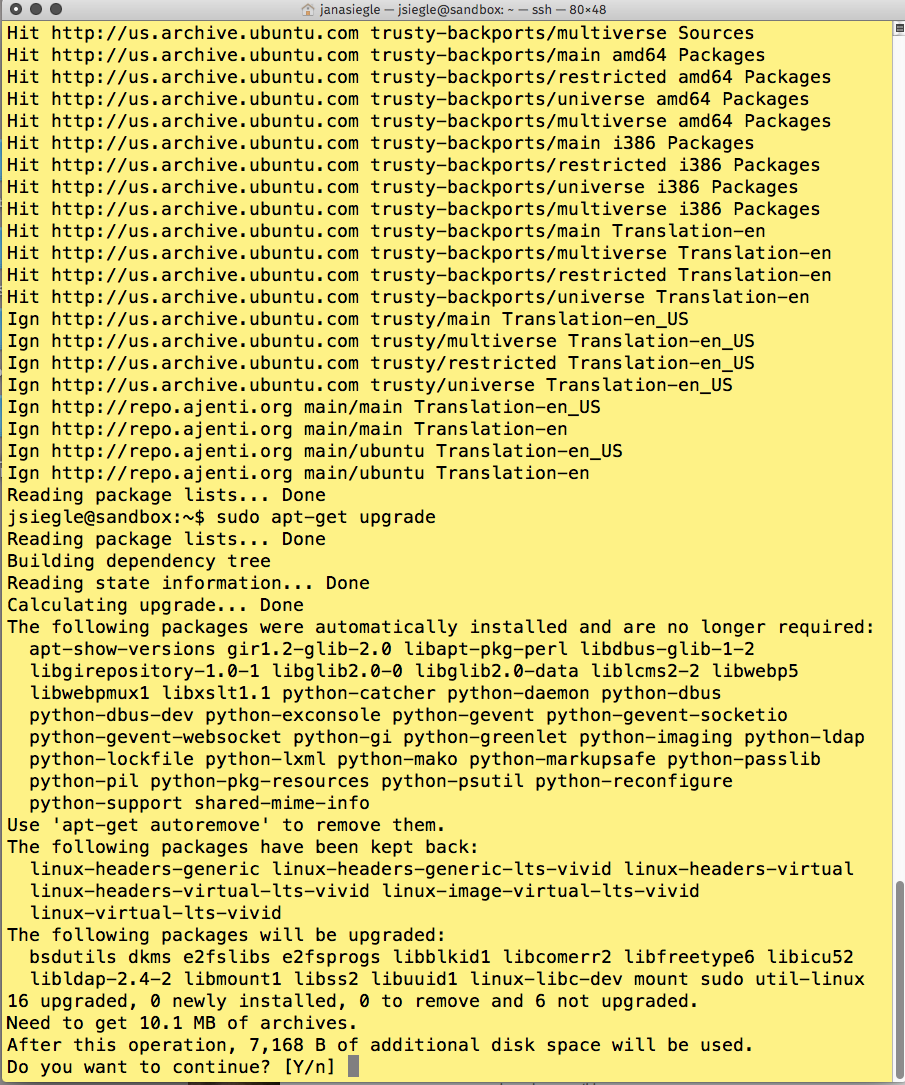 janasiegle — jsiegle@sandbox: ~ — ssh — 80×48
Hit http://us.archive.ubuntu.com trusty-backports/multiverse Sources
Hit http://us.archive.ubuntu.com trusty-backports/main amd64 Packages
Hit http://us.archive.ubuntu.com trusty-backports/restricted amd64 Packages
Hit http://us.archive.ubuntu.com trusty-backports/universe amd64 Packages
Hit http://us.archive.ubuntu.com trusty-backports/multiverse amd64 Packages
Hit http://us.archive.ubuntu.com trusty-backports/main i386 Packages
Hit http://us.archive.ubuntu.com trusty-backports/restricted i386 Packages
Hit http://us.archive.ubuntu.com trusty-backports/universe i386 Packages
Hit http://us.archive.ubuntu.com trusty-backports/multiverse i386 Packages
Hit http://us.archive.ubuntu.com trusty-backports/main Translation-en
Hit http://us.archive.ubuntu.com trusty-backports/multiverse Translation-en
Hit http://us.archive.ubuntu.com trusty-backports/restricted Translation-en
Hit http://us.archive.ubuntu.com trusty-backports/universe Translation-en
Ign http://us.archive.ubuntu.com trusty/main Translation-en_US
Ign http://us.archive.ubuntu.com trusty/multiverse Translation-en_US
Ign http://us.archive.ubuntu.com trusty/restricted Translation-en_US
Ign http://us.archive.ubuntu.com trusty/universe Translation-en_US
Ign http://repo.ajenti.org main/main Translation-en_US
Ign http://repo.ajenti.org main/main Translation-en
Ign http://repo.ajenti.org main/ubuntu Translation-en_US
Ign http://repo.ajenti.org main/ubuntu Translation-en
Reading package lists... Done
jsiegle@sandbox:~$ sudo apt-get upgrade
Reading package lists... Done
Building dependency tree
Reading state information... Done
Calculating upgrade... Done
The following packages were automatically installed and are no longer required:
  apt-show-versions gir1.2-glib-2.0 libapt-pkg-perl libdbus-glib-1-2
  libgirepository-1.0-1 libglib2.0-0 libglib2.0-data liblcms2-2 libwebp5
  libwebpmux1 libxslt1.1 python-catcher python-daemon python-dbus
  python-dbus-dev python-exconsole python-gevent python-gevent-socketio
  python-gevent-websocket python-gi python-greenlet python-imaging python-ldap
  python-lockfile python-lxml python-mako python-markupsafe python-passlib
  python-pil python-pkg-resources python-psutil python-reconfigure
  python-support shared-mime-info
Use 'apt-get autoremove' to remove them.
The following packages have been kept back:
  linux-headers-generic linux-headers-generic-lts-vivid linux-headers-virtual
  linux-headers-virtual-lts-vivid linux-image-virtual-lts-vivid
  linux-virtual-lts-vivid
The following packages will be upgraded:
  bsdutils dkms e2fslibs e2fsprogs libblkid1 libcomerr2 libfreetype6 libicu52
  libldap-2.4-2 libmount1 libss2 libuuid1 linux-libc-dev mount sudo util-linux
16 upgraded, 0 newly installed, 0 to remove and 6 not upgraded.
Need to get 10.1 MB of archives.
After this operation, 7,168 B of additional disk space will be used.
Do you want to continue? [Y/n]